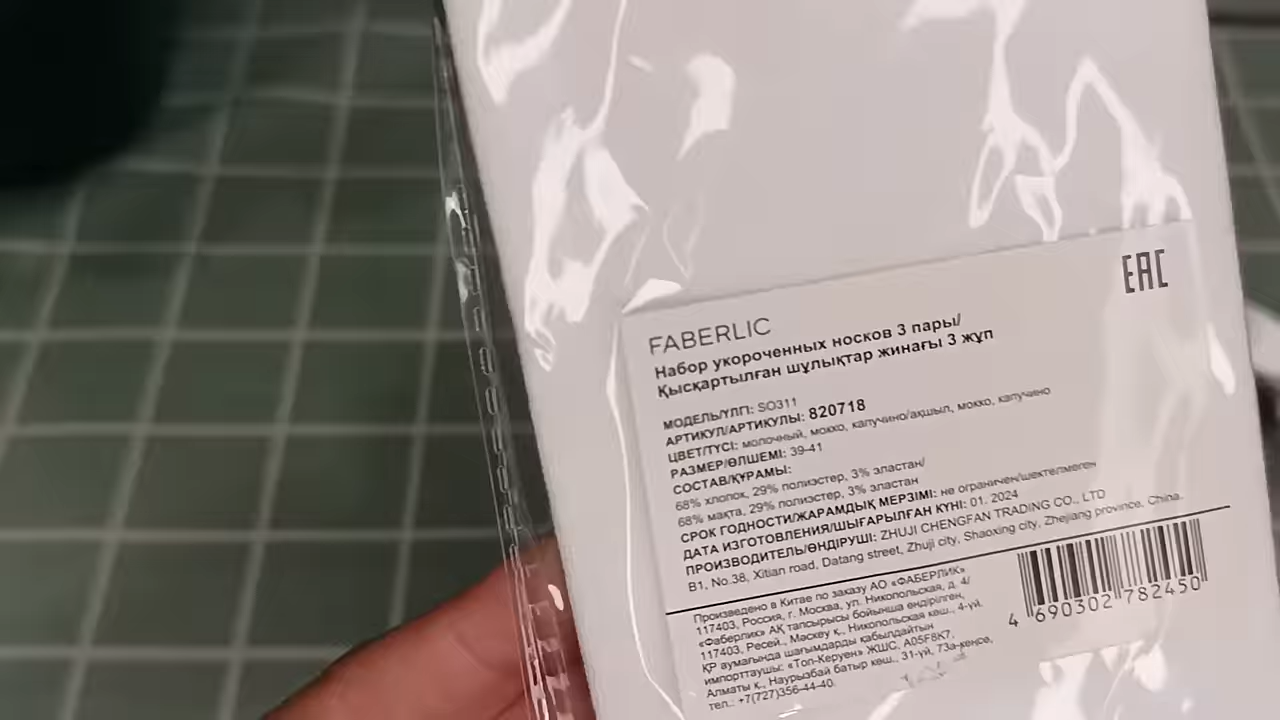 EAC
FABERLIC
Набор укороченных носков 3 пары/
Қысқартылған шұлықтар жинағы 3 жұп
МОДЕЛЬ/ҮЛГІ: SO311
АРТИКУЛ/АРТИКУЛЫ: 820718
ЦВЕТ/ТҮСІ: молочный, мокко, капучино/ақшыл, мокко, капучино
РАЗМЕР/ӨЛШЕМІ: 39-41
СОСТАВ/ҚҰРАМЫ:
68% хлопок, 29% полиэстер, 3% эластан/
68% мақта, 29% полиэстер, 3% эластан
СРОК ГОДНОСТИ/ЖАРАМДЫҚ МЕРЗІМІ: не ограничен/шектелмеген
ДАТА ИЗГОТОВЛЕНИЯ/ШЫҒАРЫЛҒАН КҮНІ: 01. 2024
ПРОИЗВОДИТЕЛЬ/ӨНДІРУШІ: ZHUJI CHENGFAN TRADING CO., LTD
B1, No.38, Xitian road, Datang street, Zhuji city, Shaoxing city, Zhejiang province, China.
Произведено в Китае по заказу АО «ФАБЕРЛИК»
117403, Россия, г. Москва, ул. Никопольская, д. 4/
«Фаберлик» АҚ тапсырысы бойынша өндірілген,
117403, Ресей., Мәскеу қ., Никопольская көш., 4-үй.
ҚР аумағында шағымдарды қабылдайтын
импорттаушы: «Топ-Керуен» ЖШС, A05F8K7,
Алматы қ., Наурызбай батыр көш., 31-үй, 73а-кеңсе,
тел.: +7(727)356-44-40.
4 690302 782450